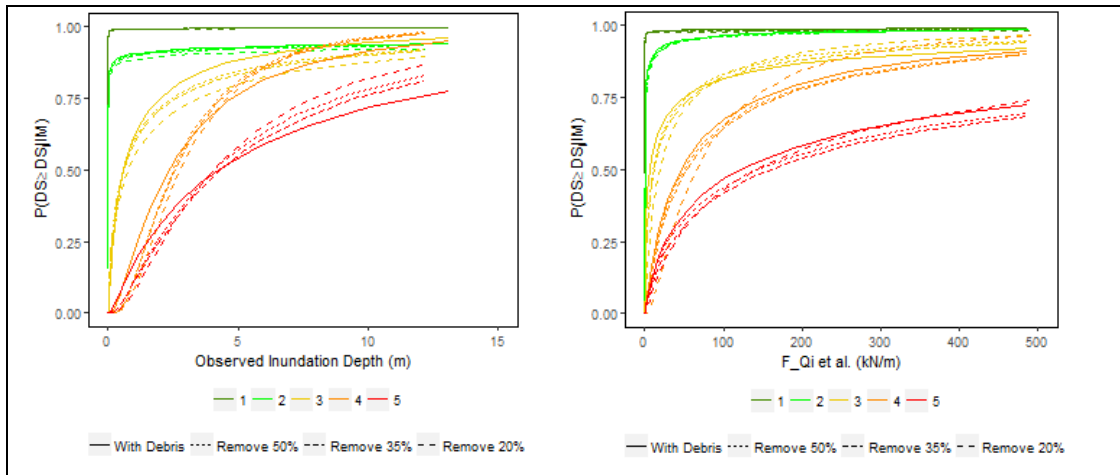 1.00
0.75
0.50
0.25
0.00
P(DS≥ DS|IM)
0 5 10 15
Observed Inundation Depth (m)
1 2 3 4 5
With Debris Remove 50% Remove 35% Remove 20%
1.00
0.75
0.50
0.25
0.00
P(DS≥ DS|IM)
0 100 200 300 400 500
F_Qi et al. (kN/m)
1 2 3 4 5
With Debris Remove 50% Remove 35% Remove 20%